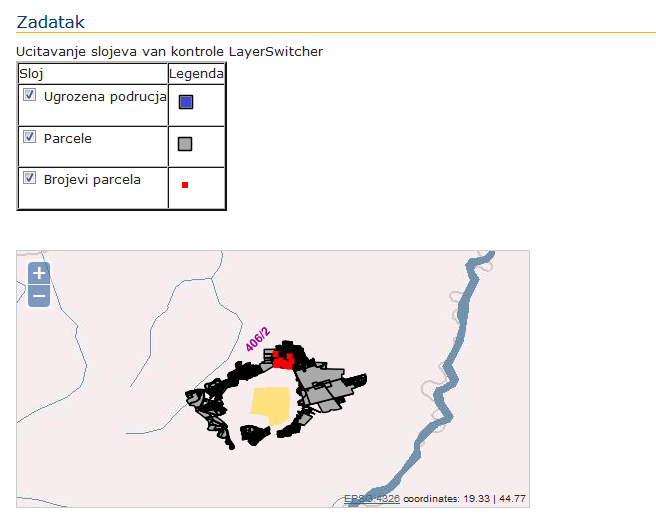 Zadatak
Ucitavanje slojeva van kontrole LayerSwitcher
Sloj Legenda
Ugrozena podrucja
Parcele
Brojevi parcela
+
−
406/2
EPSG:4326 coordinates: 19.33 | 44.77